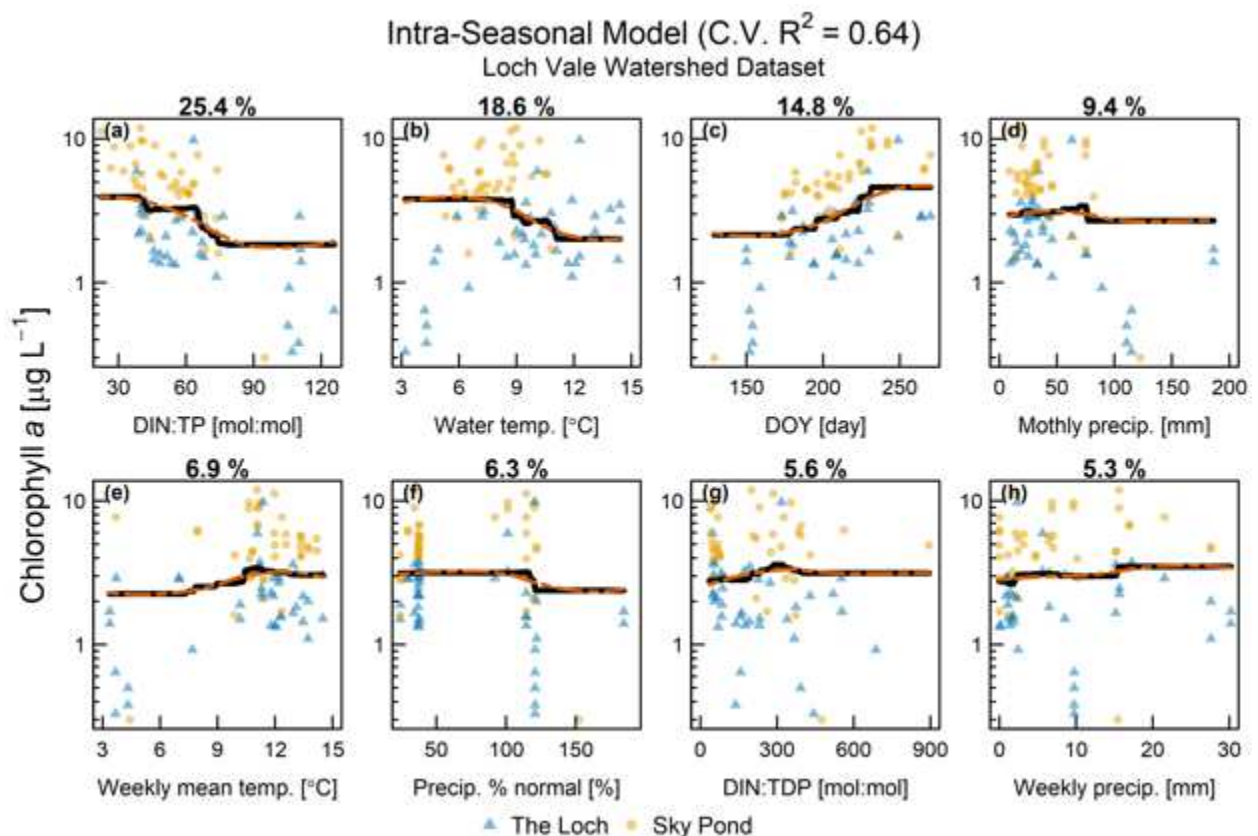 Intra-Seasonal Model (C.V. R² = 0.64)
Loch Vale Watershed Dataset
25.4 % 18.6 % 14.8 % 9.4 %
(a) (b) (c) (d)
10 10 10 10
1 1 1 1
30 60 90 120 3 6 9 12 15 150 200 250 0 50 100 150 200
DIN:TP [mol:mol] Water temp. [°C] DOY [day] Mothly precip. [mm]
Chlorophyll a [µg L⁻¹]
6.9 % 6.3 % 5.6 % 5.3 %
(e) (f) (g) (h)
10 10 10 10
1 1 1 1
3 6 9 12 15 50 100 150 0 300 600 900 0 10 20 30
Weekly mean temp. [°C] Precip. % normal [%] DIN:TDP [mol:mol] Weekly precip. [mm]
The Loch Sky Pond